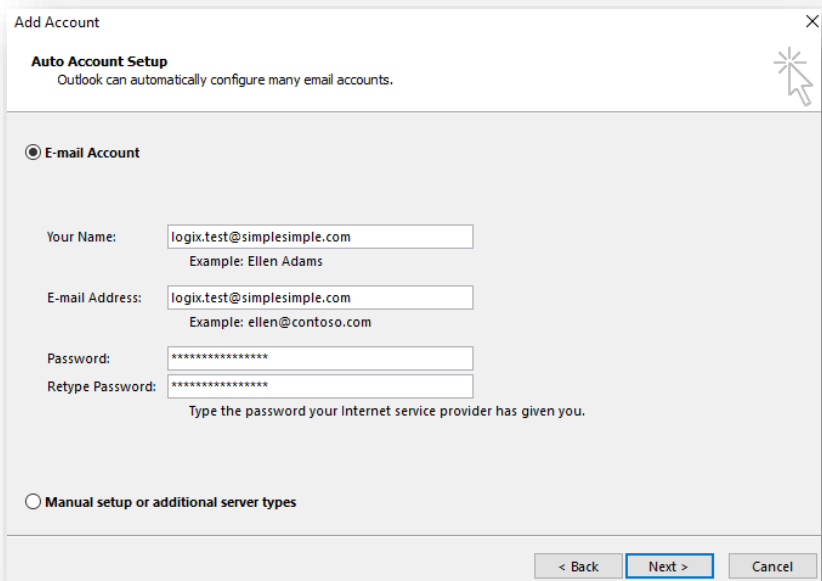 Add Account
Auto Account Setup
Outlook can automatically configure many email accounts.
E-mail Account
Your Name: logix.test@simplesimple.com
Example: Ellen Adams
E-mail Address: logix.test@simplesimple.com
Example: ellen@contoso.com
Password: ****************
Retype Password: ****************
Type the password your Internet service provider has given you.
Manual setup or additional server types
< Back Next > Cancel